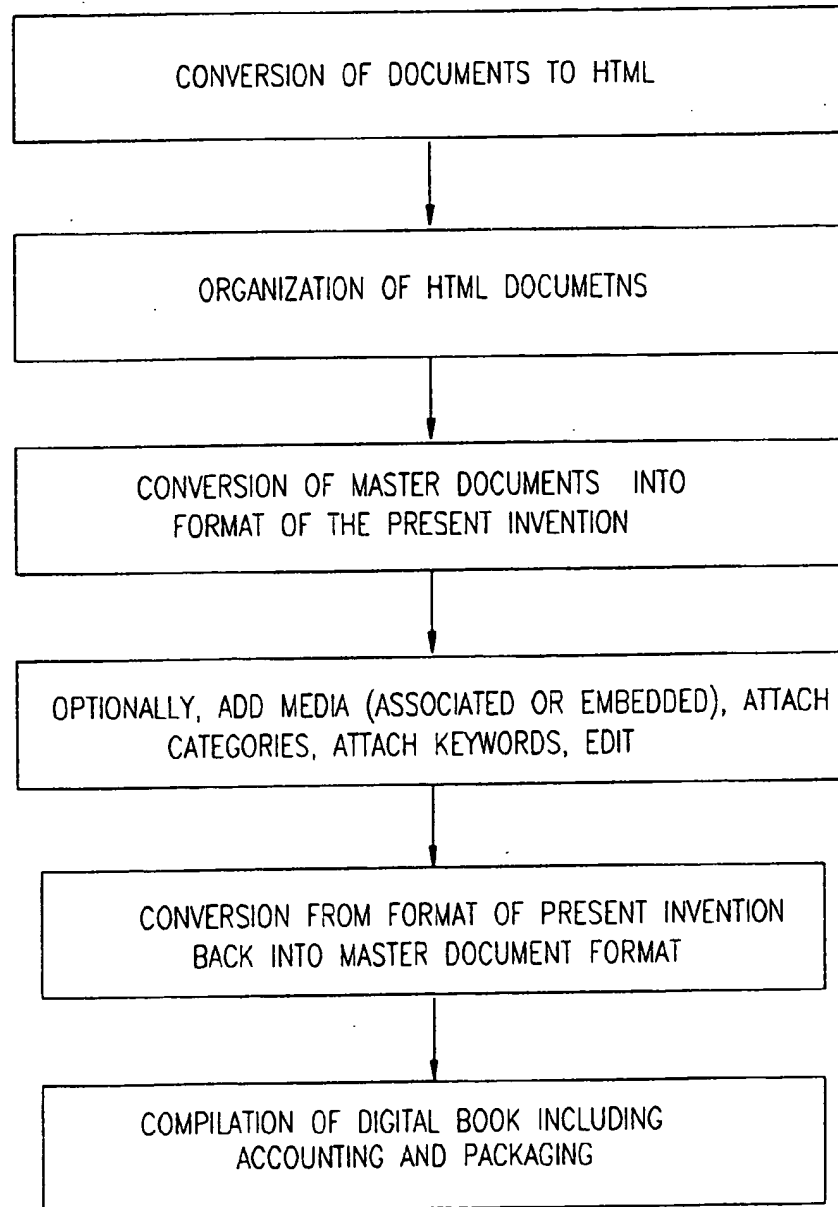 CONVERSION OF DOCUMENTS TO HTML
ORGANIZATION OF HTML DOCUMETNS
CONVERSION OF MASTER DOCUMENTS INTO
FORMAT OF THE PRESENT INVENTION
OPTIONALLY, ADD MEDIA (ASSOCIATED OR EMBEDDED), ATTACH
CATEGORIES, ATTACH KEYWORDS, EDIT
CONVERSION FROM FORMAT OF PRESENT INVENTION
BACK INTO MASTER DOCUMENT FORMAT
COMPILATION OF DIGITAL BOOK INCLUDING
ACCOUNTING AND PACKAGING